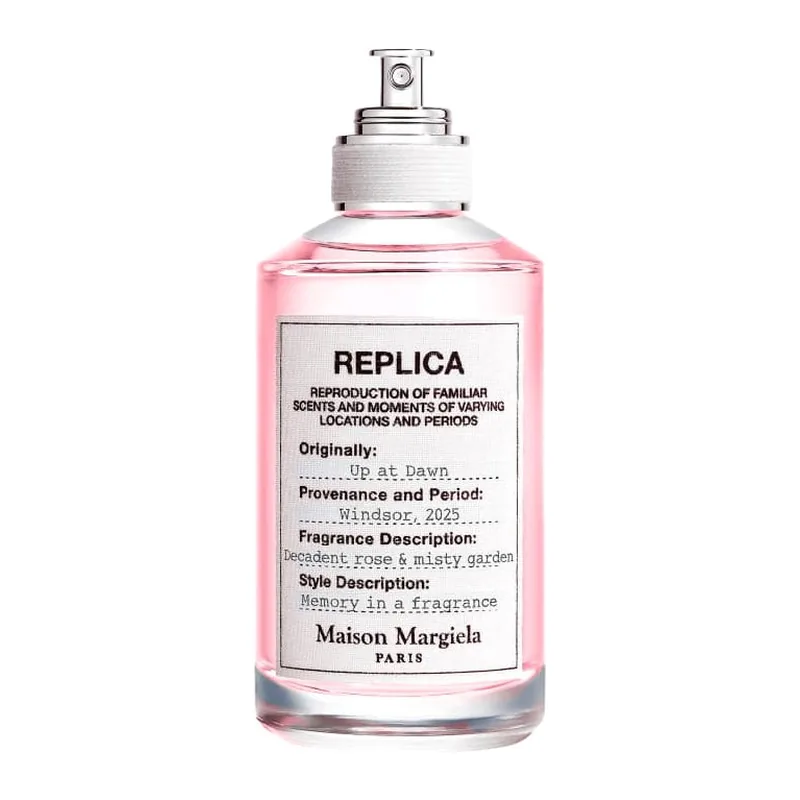 REPLICA
REPRODUCTION OF FAMILIAR
SCENTS AND MOMENTS OF VARYING
LOCATIONS AND PERIODS
Originally:
Up at Dawn
Provenance and Period:
Windsor, 2025
Fragrance Description:
Decadent rose & misty garden
Style Description:
Memory in a fragrance
Maison Margiela
PARIS